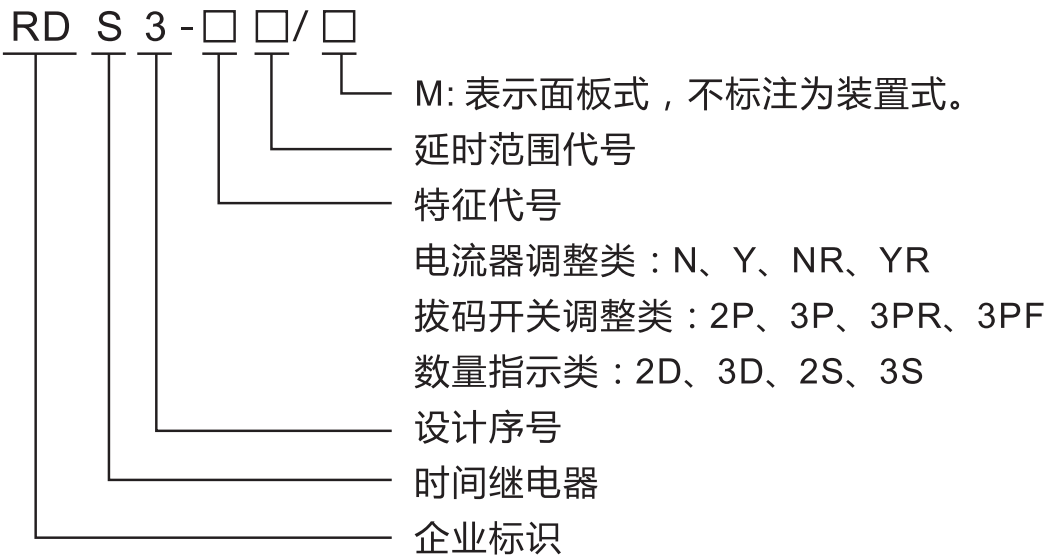 RD S 3-□□/□
M: 表示面板式，不标注为装置式。
延时范围代号
特征代号
电流器调整类：N、Y、NR、YR
拔码开关调整类：2P、3P、3PR、3PF
数量指示类：2D、3D、2S、3S
设计序号
时间继电器
企业标识